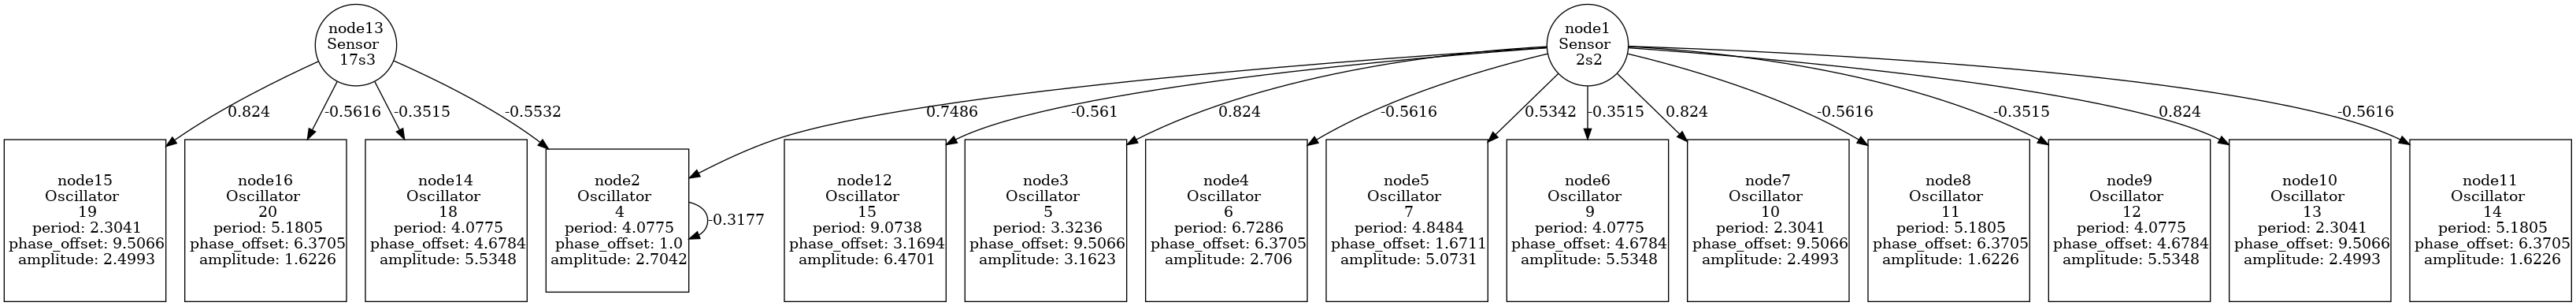 node13
Sensor
17s3
node1
Sensor
2s2
0.824
-0.5616
-0.3515
-0.5532
0.7486
-0.561
0.824
-0.5616
0.5342
-0.3515
0.824
-0.5616
-0.3515
0.824
-0.5616
node15
Oscillator
19
period: 2.3041
phase_offset: 9.5066
amplitude: 2.4993
node16
Oscillator
20
period: 5.1805
phase_offset: 6.3705
amplitude: 1.6226
node14
Oscillator
18
period: 4.0775
phase_offset: 4.6784
amplitude: 5.5348
node2
Oscillator
4
period: 4.0775
phase_offset: 1.0
amplitude: 2.7042
-0.3177
node12
Oscillator
15
period: 9.0738
phase_offset: 3.1694
amplitude: 6.4701
node3
Oscillator
5
period: 3.3236
phase_offset: 9.5066
amplitude: 3.1623
node4
Oscillator
6
period: 6.7286
phase_offset: 6.3705
amplitude: 2.706
node5
Oscillator
7
period: 4.8484
phase_offset: 1.6711
amplitude: 5.0731
node6
Oscillator
9
period: 4.0775
phase_offset: 4.6784
amplitude: 5.5348
node7
Oscillator
10
period: 2.3041
phase_offset: 9.5066
amplitude: 2.4993
node8
Oscillator
11
period: 5.1805
phase_offset: 6.3705
amplitude: 1.6226
node9
Oscillator
12
period: 4.0775
phase_offset: 4.6784
amplitude: 5.5348
node10
Oscillator
13
period: 2.3041
phase_offset: 9.5066
amplitude: 2.4993
node11
Oscillator
14
period: 5.1805
phase_offset: 6.3705
amplitude: 1.6226